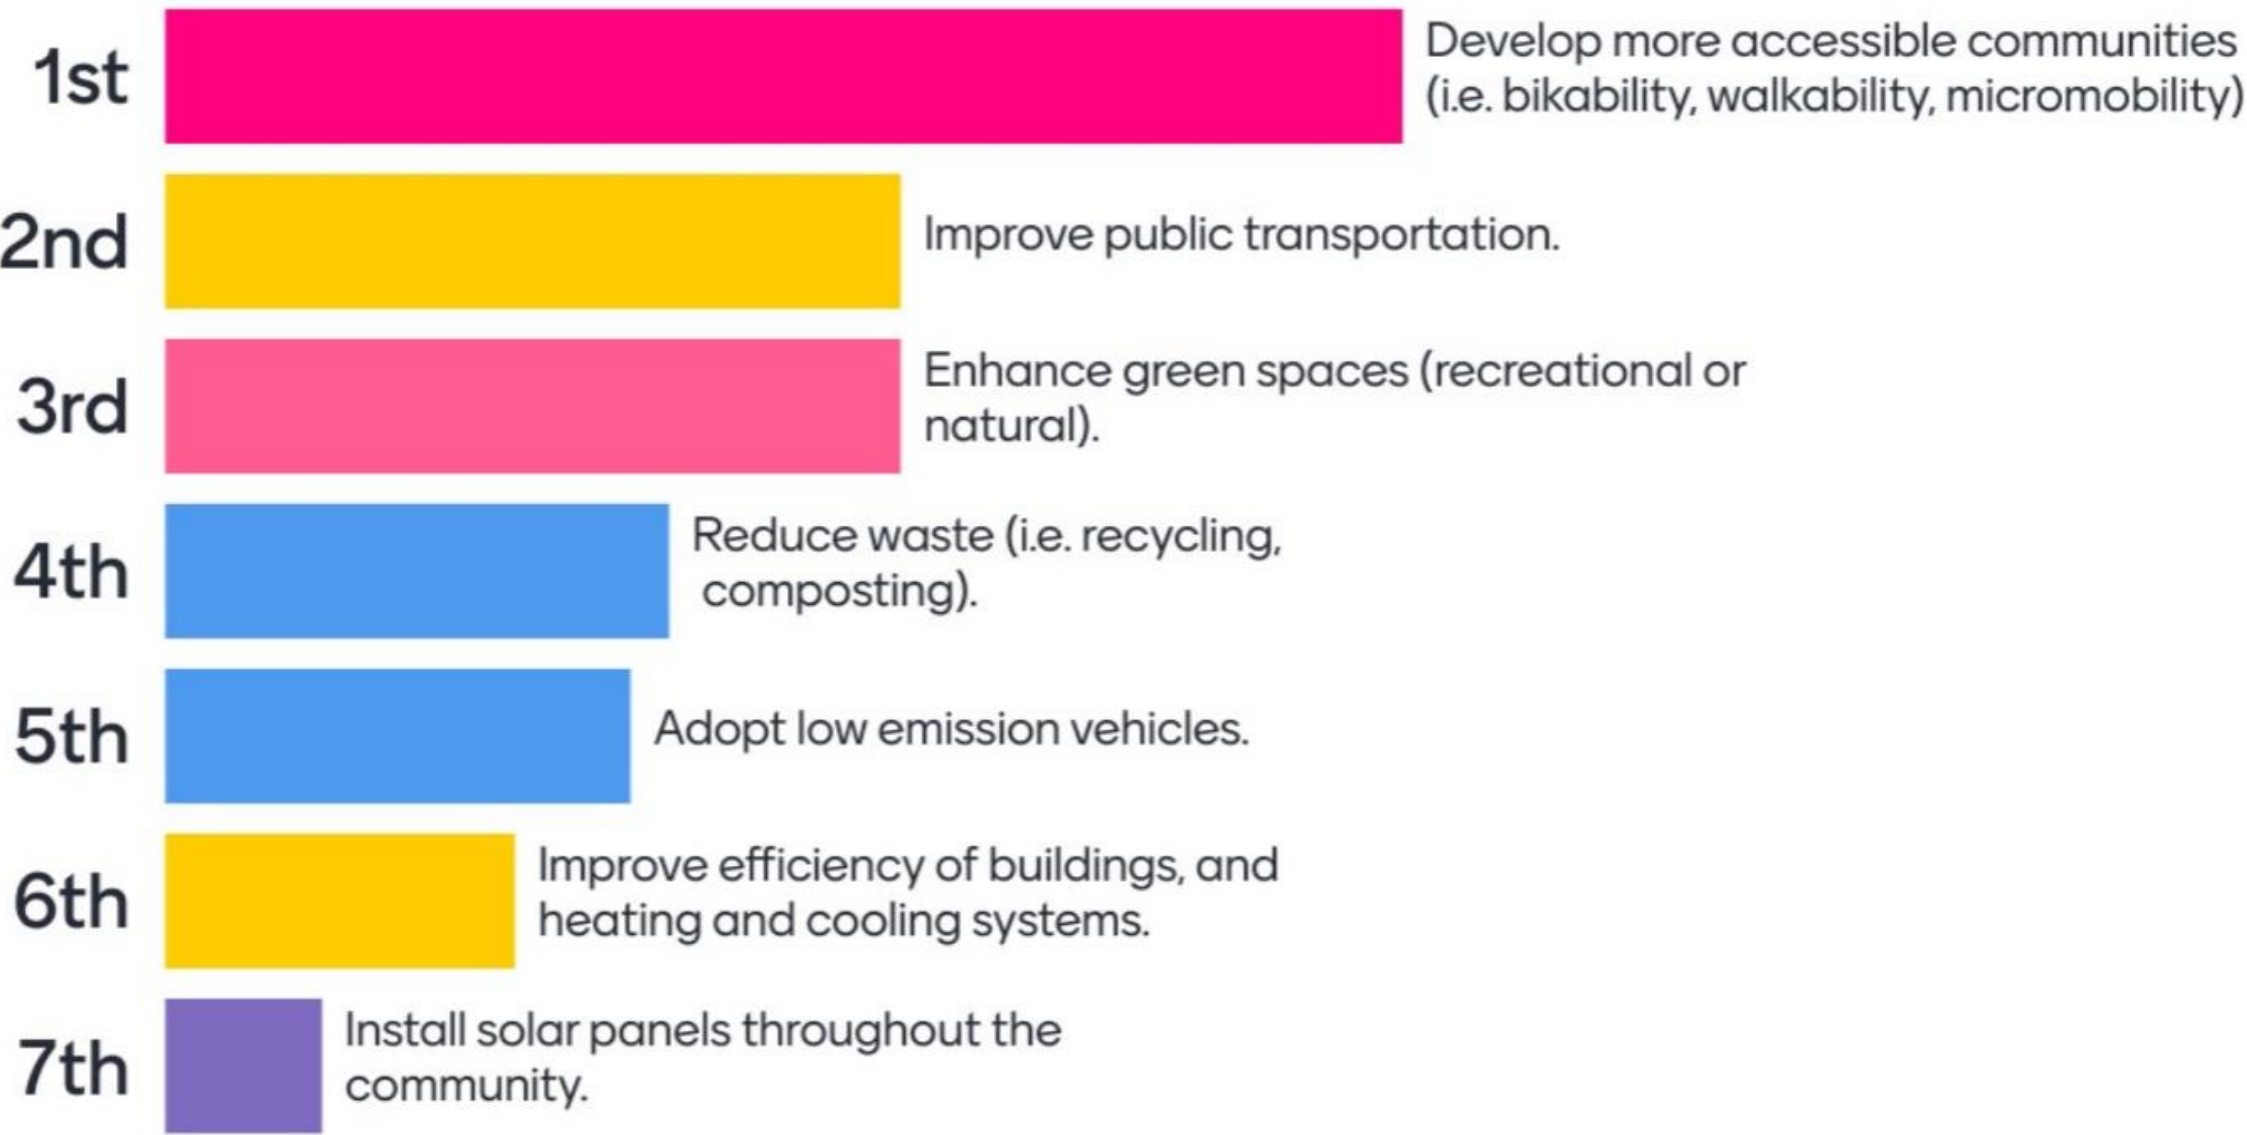 1st
Develop more accessible communities
(i.e. bikability, walkability, micromobility)
2nd
Improve public transportation.
3rd
Enhance green spaces (recreational or
natural).
4th
Reduce waste (i.e. recycling,
composting).
5th
Adopt low emission vehicles.
6th
Improve efficiency of buildings, and
heating and cooling systems.
7th
Install solar panels throughout the
community.